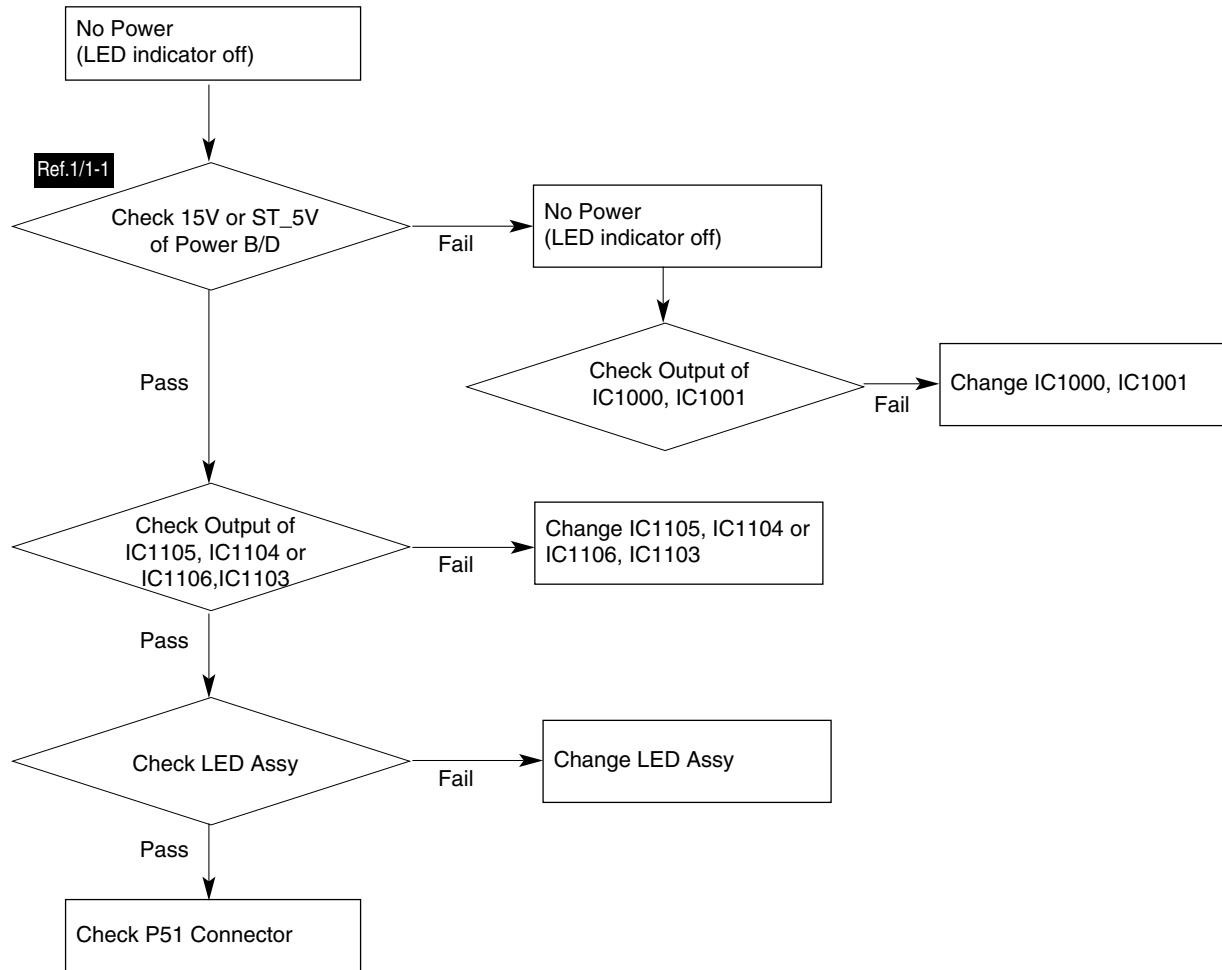 No Power
(LED indicator off)
Ref.1/1-1
Check 15V or ST_5V
of Power B/D
Fail
No Power
(LED indicator off)
Pass
Check Output of
IC1000, IC1001
Fail
Change IC1000, IC1001
Check Output of
IC1105, IC1104 or
IC1106,IC1103
Fail
Change IC1105, IC1104 or
IC1106, IC1103
Pass
Check LED Assy
Fail
Change LED Assy
Pass
Check P51 Connector